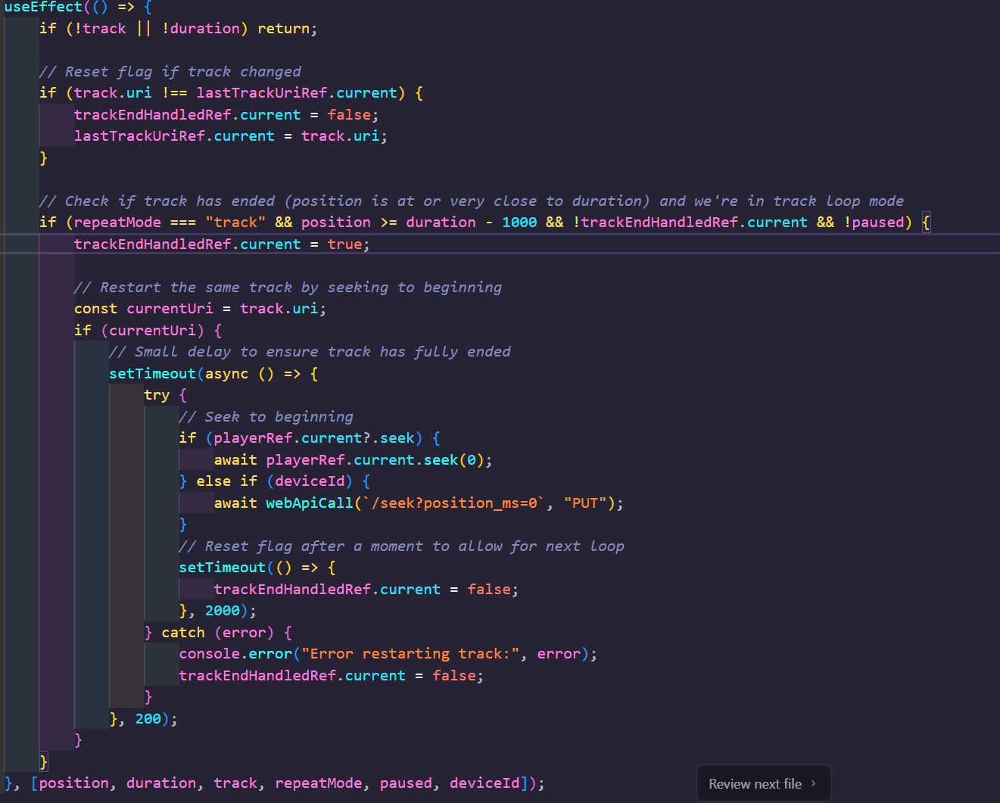 useEffect(() => {
if (!track || !duration) return;
// Reset flag if track changed
if (track.uri !== lastTrackUriRef.current) {
trackEndHandledRef.current = false;
lastTrackUriRef.current = track.uri;
}
// Check if track has ended (position is at or very close to duration) and we're in track loop mode
if (repeatMode === "track" && position >= duration - 1000 && !trackEndHandledRef.current && !paused) {
trackEndHandledRef.current = true;
// Restart the same track by seeking to beginning
const currentUri = track.uri;
if (currentUri) {
// Small delay to ensure track has fully ended
setTimeout(async () => {
try {
// Seek to beginning
if (playerRef.current?.seek) {
await playerRef.current.seek(0);
} else if (deviceId) {
await webApiCall(`/seek?position_ms=0`, "PUT");
}
// Reset flag after a moment to allow for next loop
setTimeout(() => {
trackEndHandledRef.current = false;
}, 2000);
} catch (error) {
console.error("Error restarting track:", error);
trackEndHandledRef.current = false;
}
}, 200);
}
}
}, [position, duration, track, repeatMode, paused, deviceId]);
Review next file >